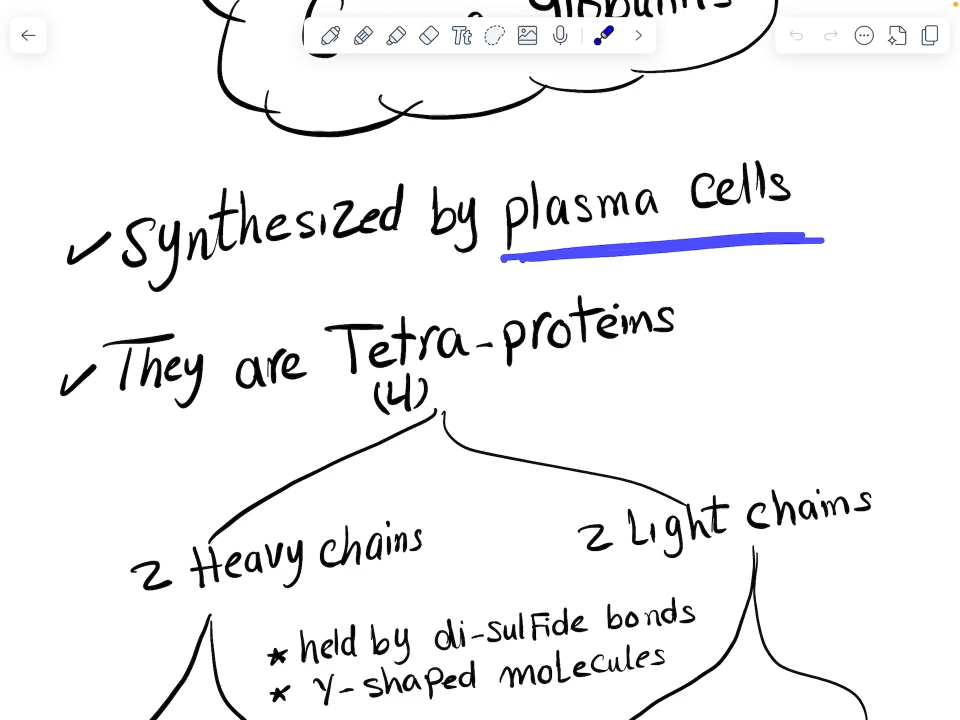 ✓ Synthesized by plasma cells
✓ They are Tetra-proteins
(4)
2 Heavy chains
2 Light chains
* held by di-sulfide bonds
* Y-shaped molecules